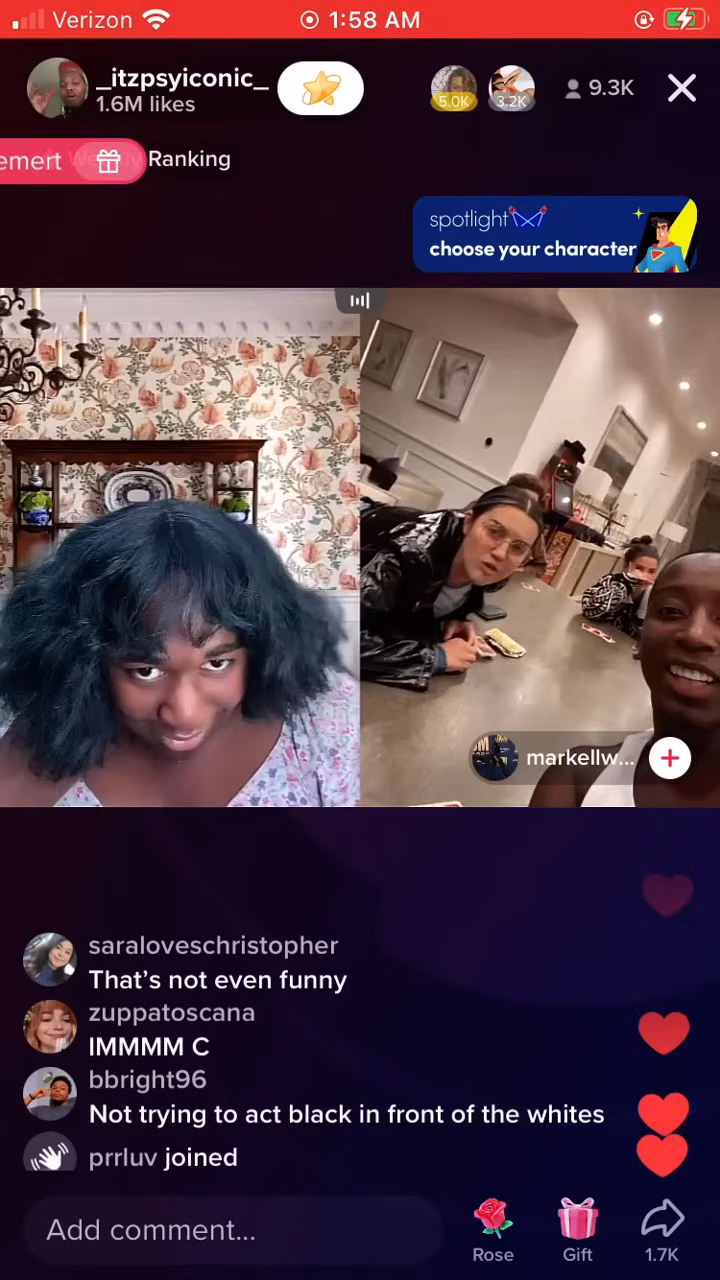 Verizon 1:58 AM
_itzpsyiconic_
1.6M likes
5.0K 3.2K 9.3K
emert Ranking
spotlight
choose your character
markellw...
saraloveschristopher
That's not even funny
zuppatoscana
IMMMM C
bbright96
Not trying to act black in front of the whites
prrluv joined
Add comment...
Rose Gift 1.7K